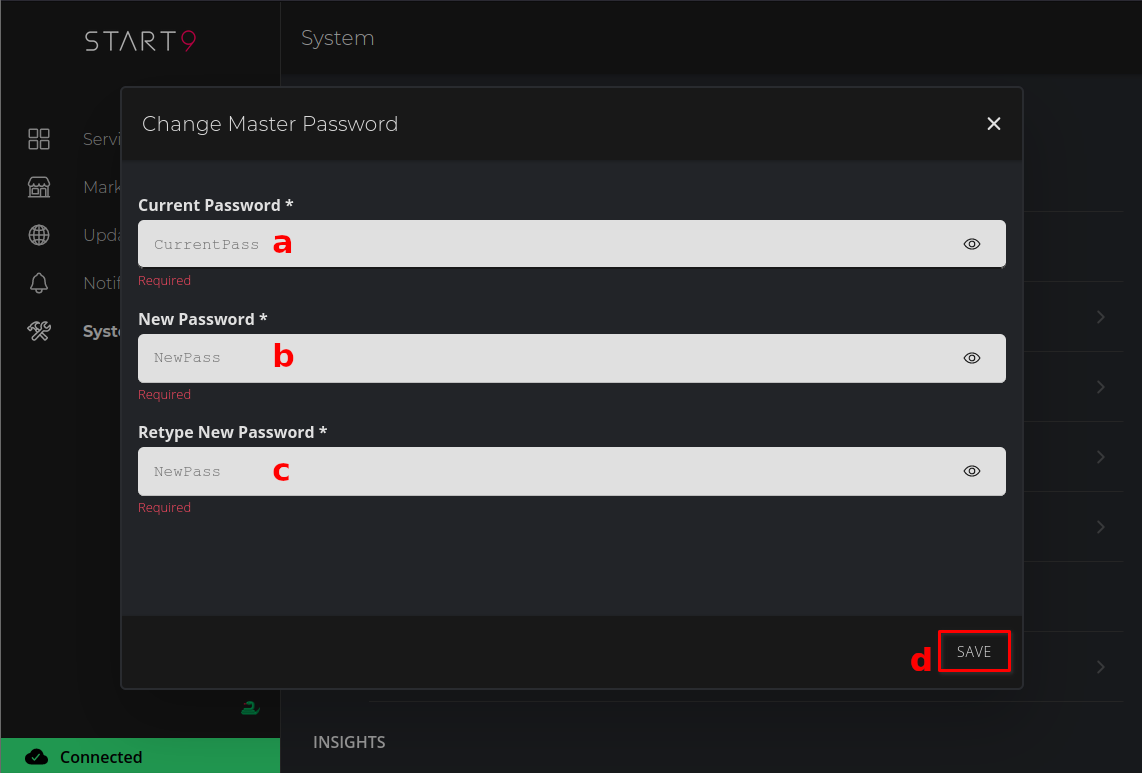 START9
System
Change Master Password
Servi
Mark
Upda
Notif
Syste
Current Password *
CurrentPass a
Required
New Password *
NewPass b
Required
Retype New Password *
NewPass c
Required
d SAVE
INSIGHTS
Connected